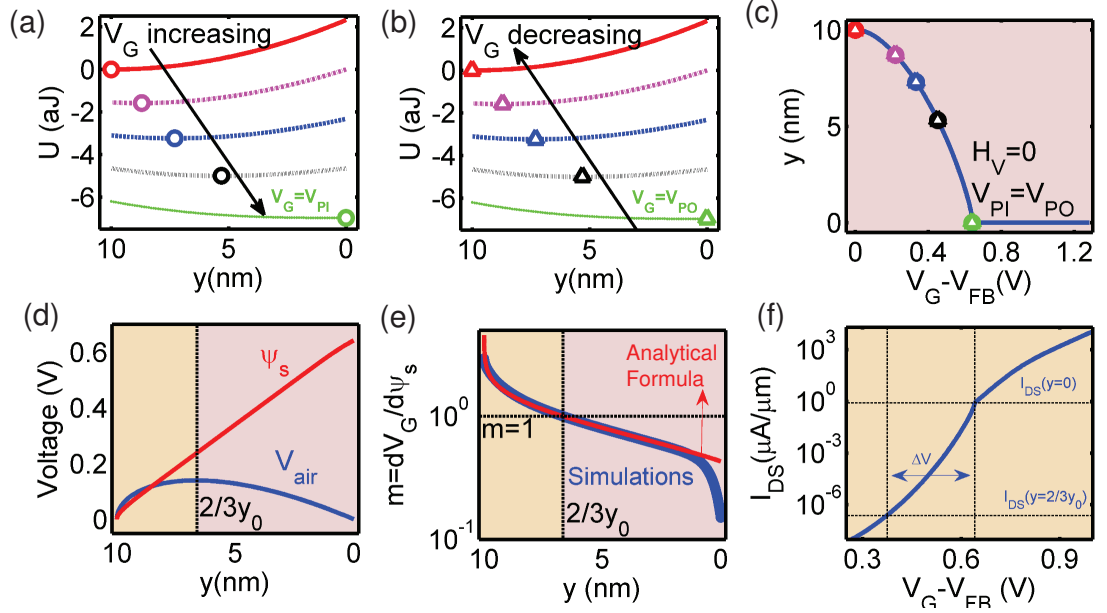 (a)
V_G increasing
0
-2
-4
-6
U (aJ)
10
5
0
y(nm)
V_G=V_PI
(b)
V_G decreasing
2
0
-2
-4
-6
U (aJ)
10
5
0
y(nm)
V_G=V_PO
(c)
10
5
0
y (nm)
H_V=0
V_PI=V_PO
0
0.4
0.8
1.2
V_G-V_FB(V)
(d)
0.6
0.4
0.2
0
Voltage (V)
ψ_s
V_air
2/3y_0
10
5
0
y(nm)
(e)
m=dV_G/dψ_s
10^0
10^-1
Analytical
Formula
m=1
Simulations
2/3y_0
10
5
0
y (nm)
(f)
I_DS(μA/μm)
10^3
10^0
10^-3
10^-6
I_DS(y=0)
ΔV
I_DS(y=2/3y_0)
0.3
0.6
0.9
V_G-V_FB (V)